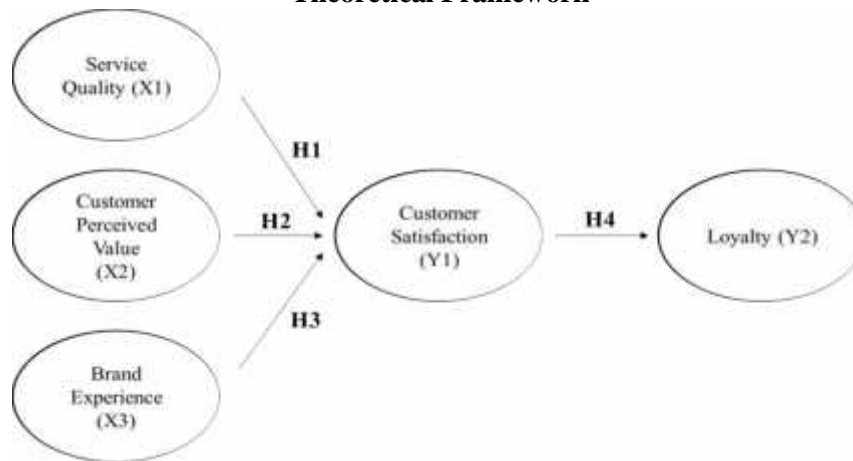 Theoretical Framework
Service
Quality (X1)
H1
Customer
Perceived
Value
(X2)
H2
Customer
Satisfaction
(Y1)
H4
Loyalty (Y2)
H3
Brand
Experience
(X3)